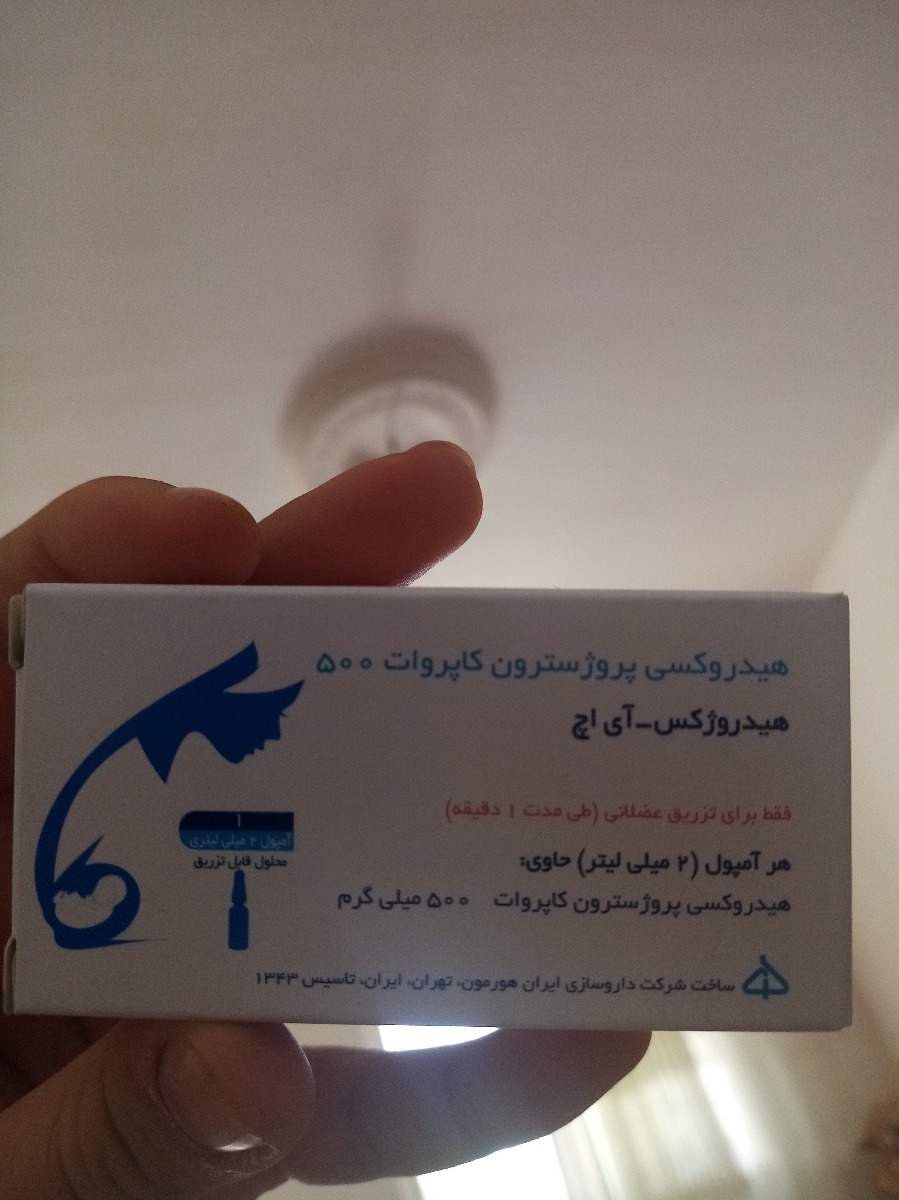 هیدروکسی پروژسترون کاپروات ۵۰۰
هیدروژکس-آی اچ
فقط برای تزریق عضلانی (طی مدت ۱ دقیقه)
هر آمپول (۲ میلی لیتر) حاوی:
هیدروکسی پروژسترون کاپروات ۵۰۰ میلی گرم
۱
آمپول ۲ میلی لیتری
محلول قابل تزریق
ساخت شرکت داروسازی ایران هورمون، تهران، ایران، تاسیس ۱۳۴۳